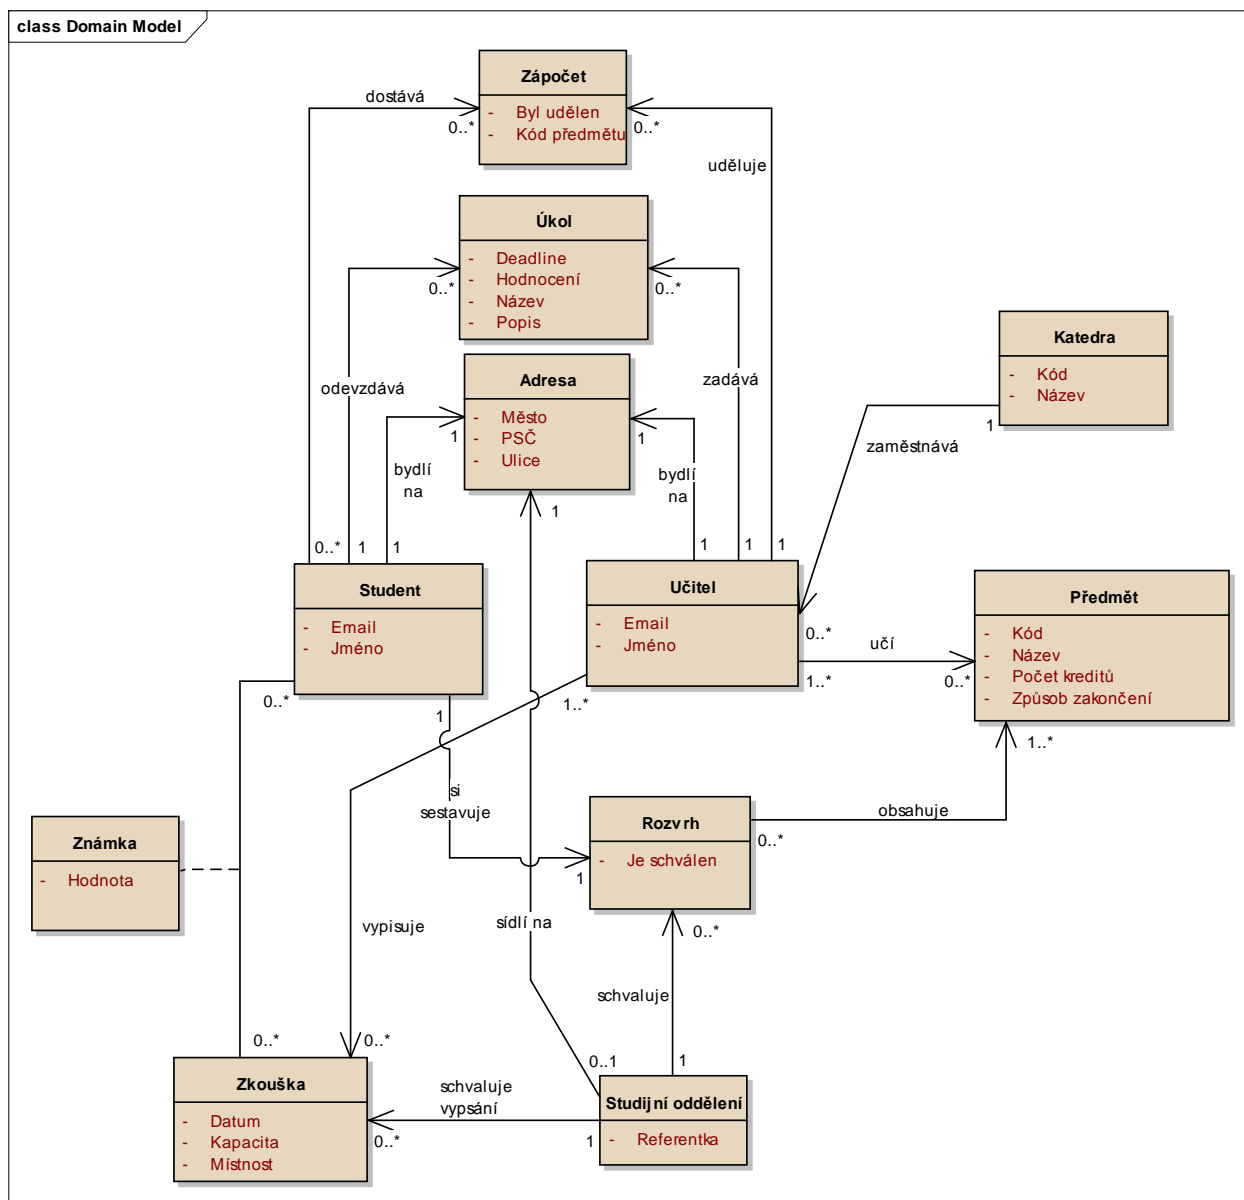 class Domain Model
Zápočet
- Byl udělen
- Kód předmětu
dostává
0..*
0..*
uděluje
Úkol
- Deadline
- Hodnocení
- Název
- Popis
0..*
0..*
odevzdává
zadává
Adresa
- Město
- PSČ
- Ulice
1
1
bydlí
na
bydlí
na
1
Katedra
- Kód
- Název
1
zaměstnává
0..*
1
1
1
1
1
Student
- Email
- Jméno
Učitel
- Email
- Jméno
0..*
učí
1..*
0..*
Předmět
- Kód
- Název
- Počet kreditů
- Způsob zakončení
0..*
1
1..*
1..*
si
sestavuje
Rozvrh
- Je schválen
0..*
obsahuje
1
0..*
Známka
- Hodnota
vypisuje
sídlí na
schvaluje
0..*
0..*
0..1
1
Zkouška
- Datum
- Kapacita
- Místnost
schvaluje
vypsání
0..*
1
Studijní oddělení
- Referentka